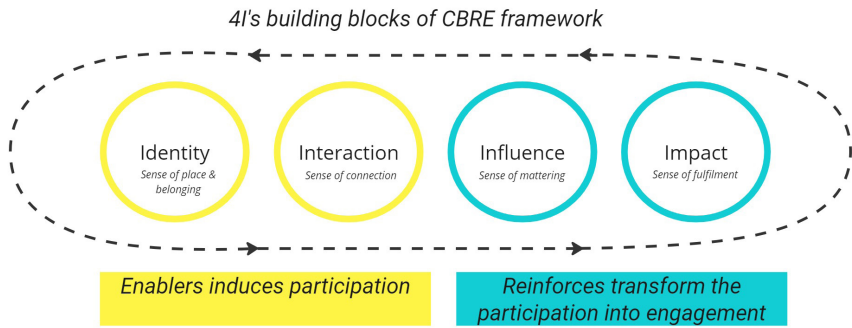 4I's building blocks of CBRE framework
Identity
Sense of place &
belonging
Interaction
Sense of connection
Influence
Sense of mattering
Impact
Sense of fulfilment
Enablers induces participation
Reinforces transform the
participation into engagement